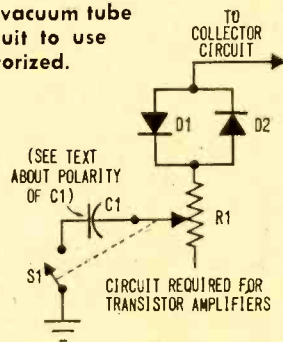 vacuum tube
uit to use
orized.
TO
COLLECTOR
CIRCUIT
D1
D2
(SEE TEXT
ABOUT POLARITY
OF C1)
C1
R1
S1
CIRCUIT REQUIRED FOR
TRANSISTOR AMPLIFIERS